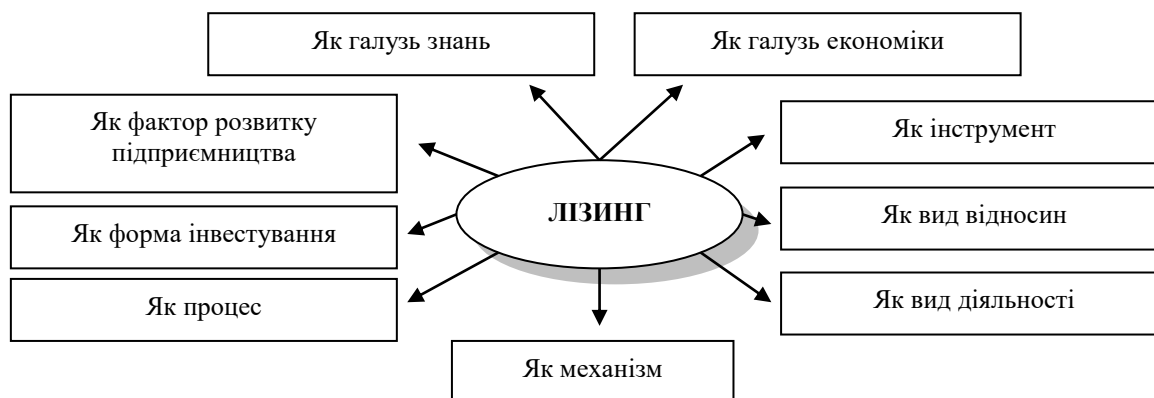 Як галузь знань
Як галузь економіки
Як фактор розвитку
підприємництва
Як інструмент
ЛІЗИНГ
Як форма інвестування
Як вид відносин
Як процес
Як вид діяльності
Як механізм